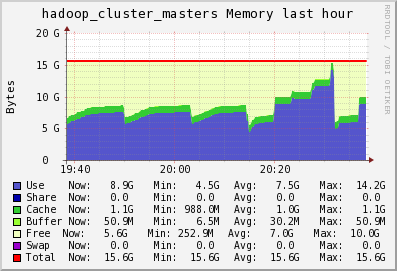 hadoop_cluster_masters Memory last hour
RRDTOOL / TOBI OETIKER
Bytes
20 G
15 G
10 G
5 G
0
19:40 20:00 20:20
Use Now: 8.9G Min: 4.5G Avg: 7.5G Max: 14.2G
Share Now: 0.0 Min: 0.0 Avg: 0.0 Max: 0.0
Cache Now: 1.1G Min: 988.0M Avg: 1.0G Max: 1.1G
Buffer Now: 50.9M Min: 6.5M Avg: 30.2M Max: 50.9M
Free Now: 5.6G Min: 252.9M Avg: 7.0G Max: 10.0G
Swap Now: 0.0 Min: 0.0 Avg: 0.0 Max: 0.0
Total Now: 15.6G Min: 15.6G Avg: 15.6G Max: 15.6G